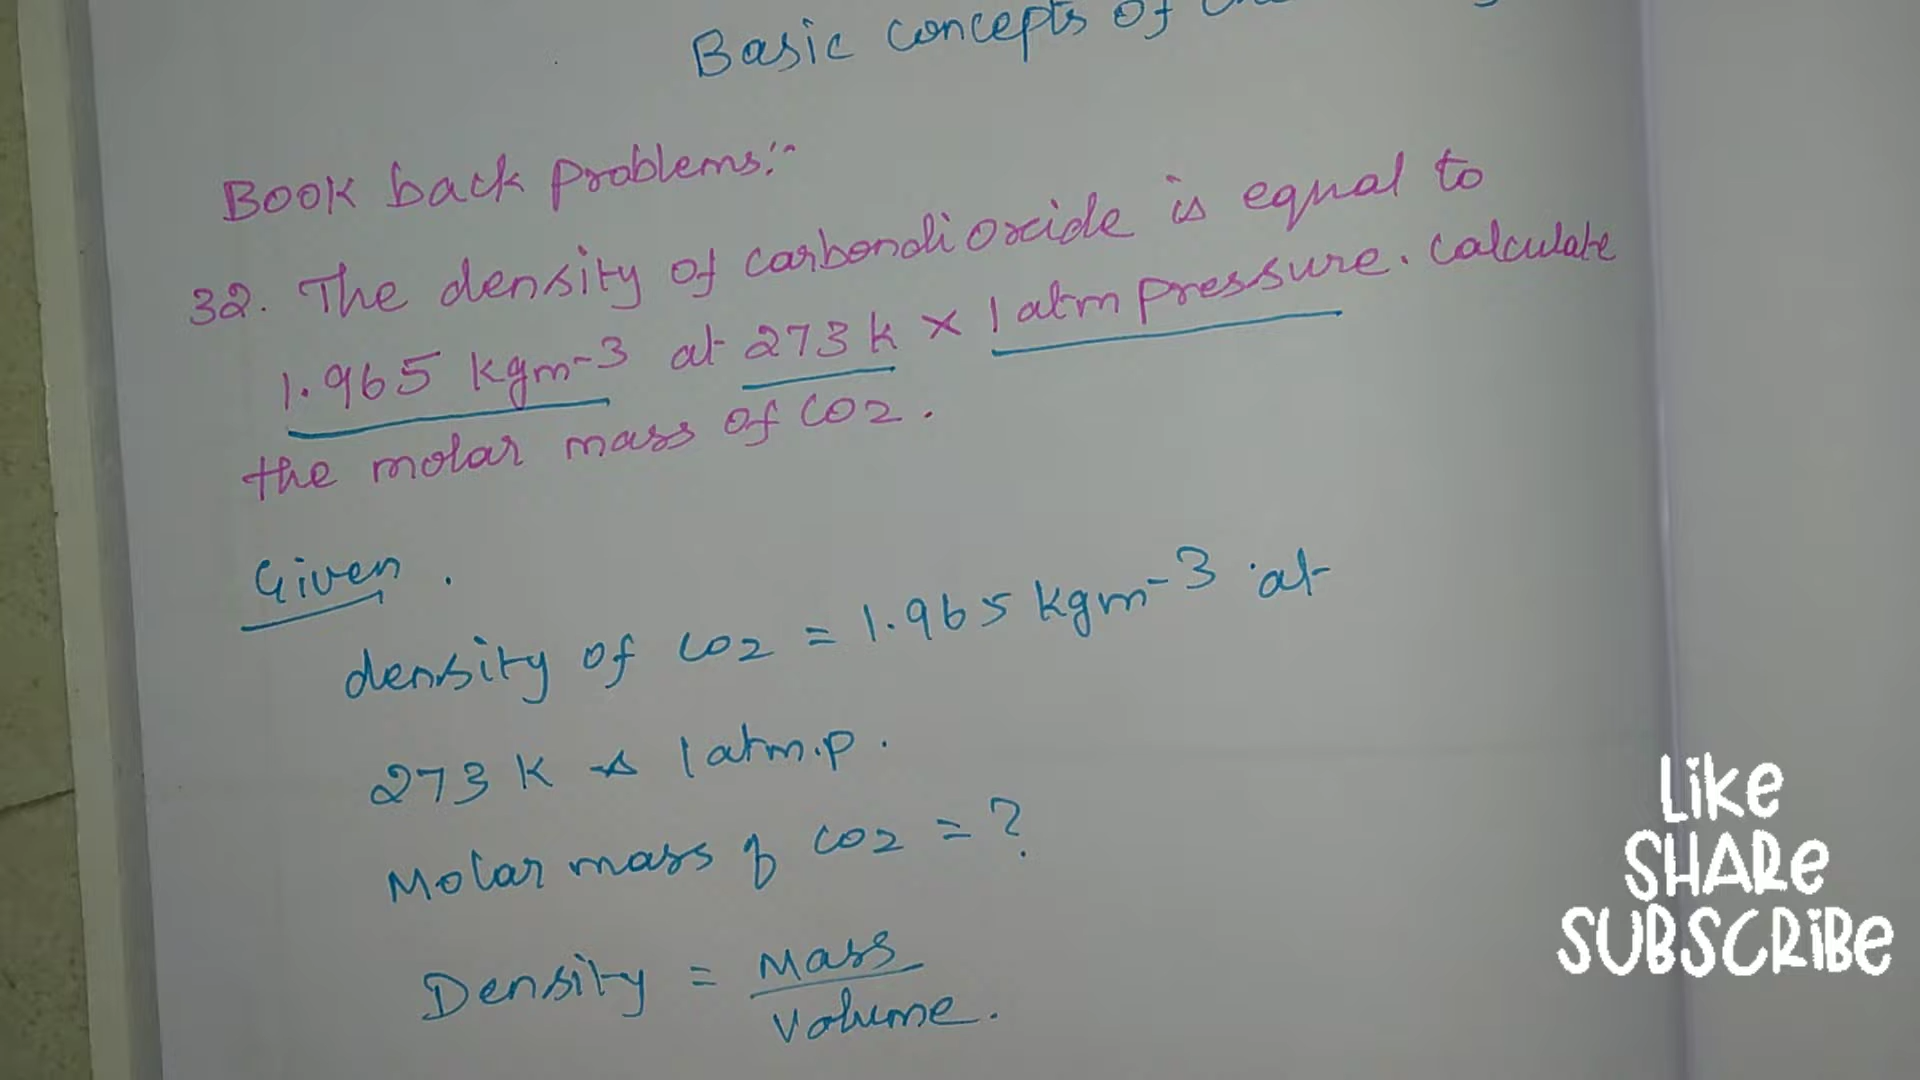 Basic concepts of
Book back problems:-
32. The density of carbondioxide is equal to
1.965 kgm-3 at 273 k × 1 atm pressure. Calculate
the molar mass of CO2.
Given.
density of CO2 = 1.965 kgm-3 at
273 K & 1 atm.p.
Molar mass of CO2 = ?
Density = Mass
Volume.
LiKe
SHARe
SUBSCRiBe